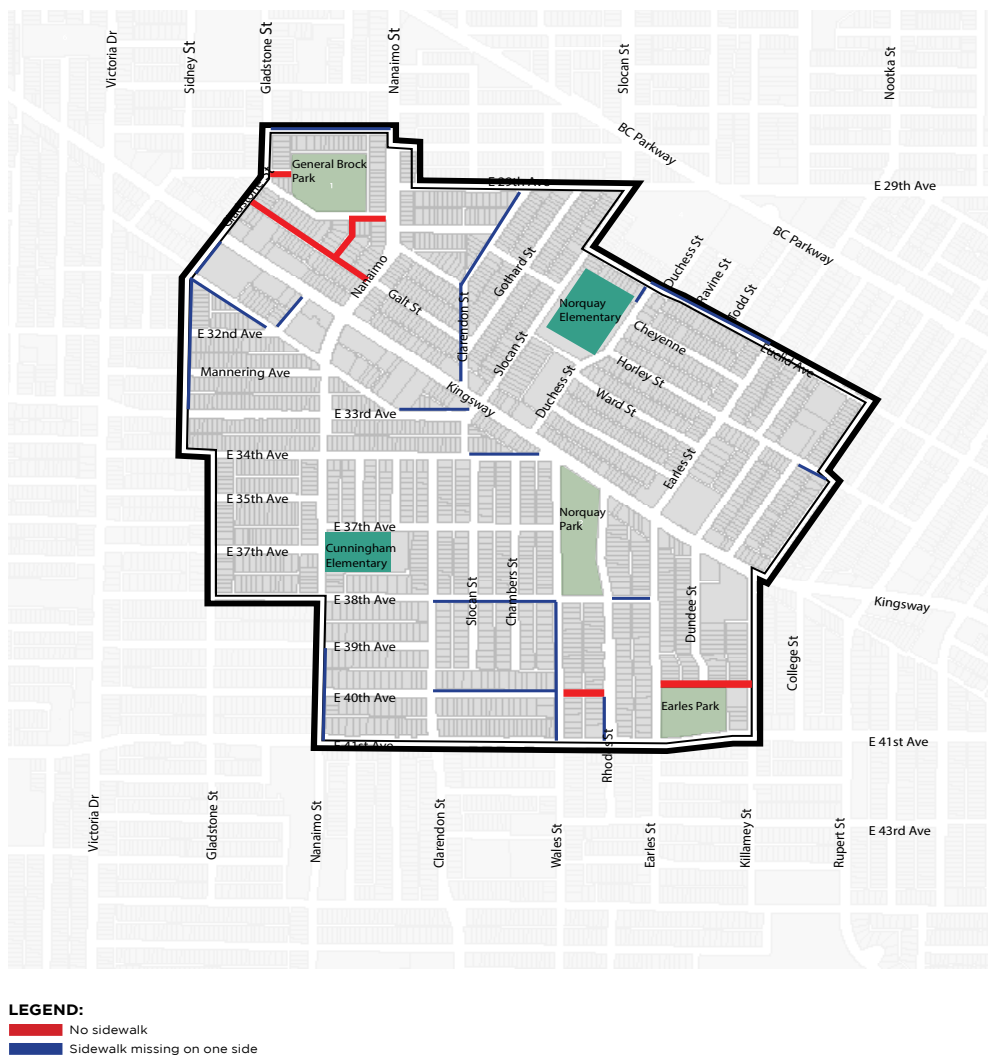 Victoria Dr
Sidney St
Gladstone St
Nanaimo St
Slocan St
Nootka St
BC Parkway
General Brock
Park
E 29th Ave
E 29th Ave
Gladstone St
BC Parkway
Duchess St
Ravine St
Todd St
Gothard St
Nanaimo
Galt St
Norquay
Elementary
Clarendon St
Cheyenne
E 32nd Ave
Slocan St
Euclid Ave
Horley St
Mannering Ave
Duchess St
Ward St
Kingsway
E 33rd Ave
E 34th Ave
Earles St
E 35th Ave
Norquay
Park
E 37th Ave
E 37th Ave
Cunningham
Elementary
Slocan St
Chambers St
E 38th Ave
Dundee St
Kingsway
E 39th Ave
College St
E 40th Ave
Earles Park
E 41st Ave
Rhodes St
E 41st Ave
Victoria Dr
Gladstone St
Nanaimo St
Clarendon St
Wales St
Earles St
Killarney St
Rupert St
E 43rd Ave
LEGEND:
No sidewalk
Sidewalk missing on one side